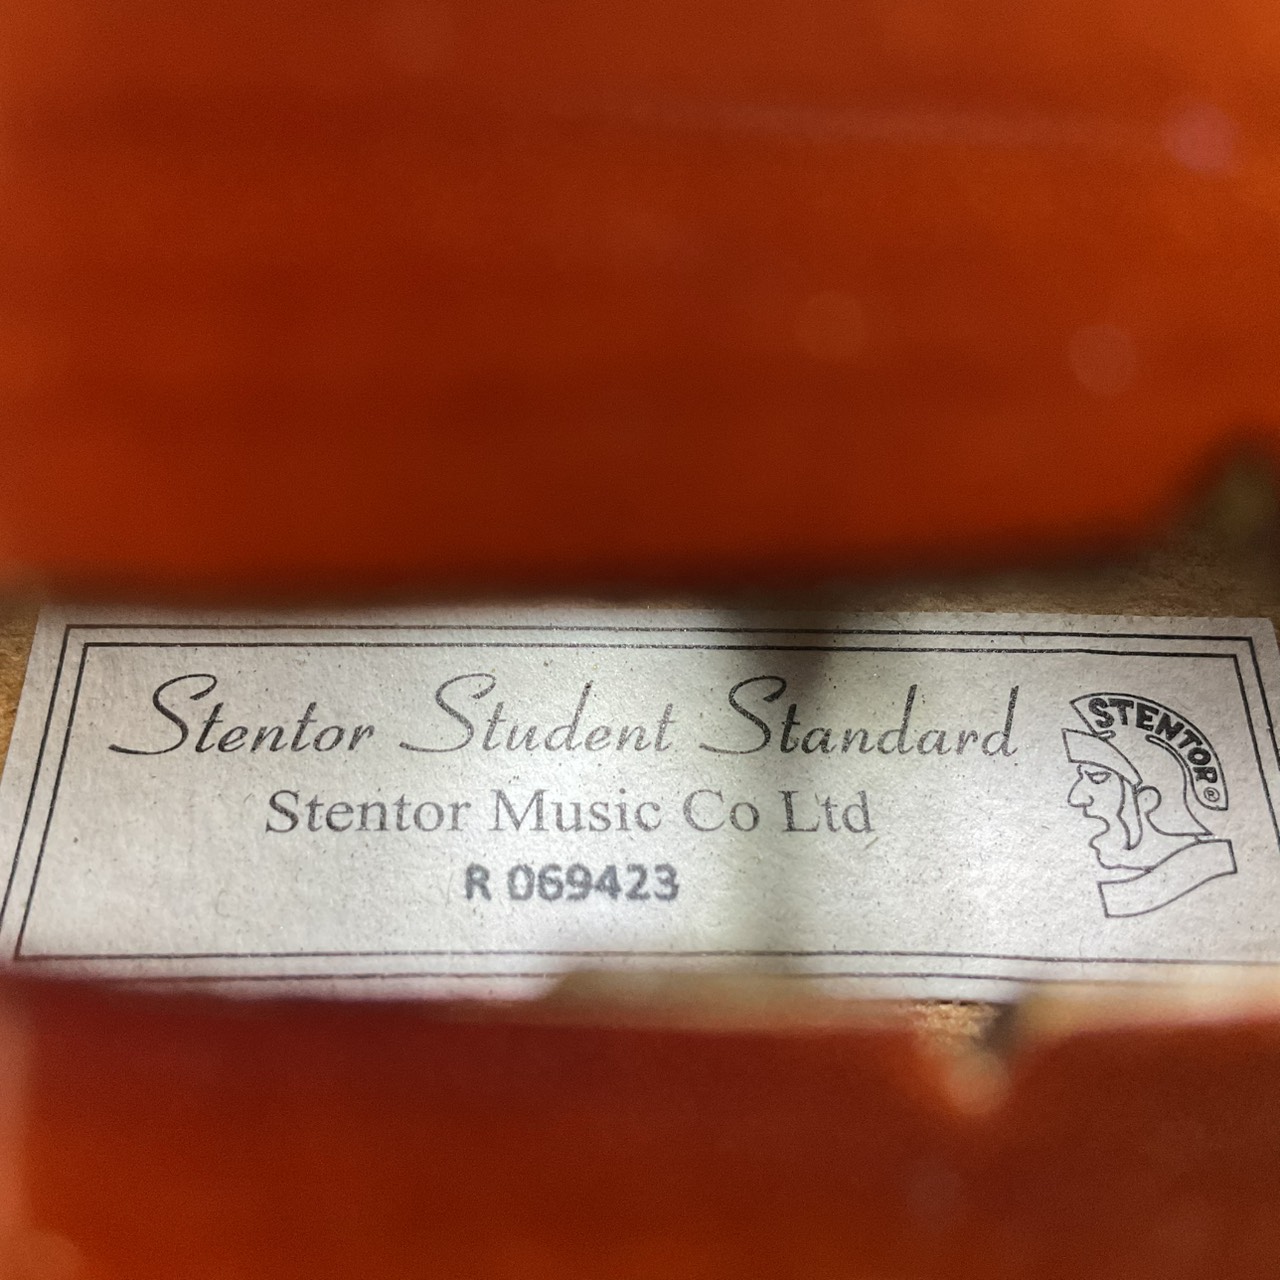 Stentor Student Standard
Stentor Music Co Ltd
R 069423
STENTOR®